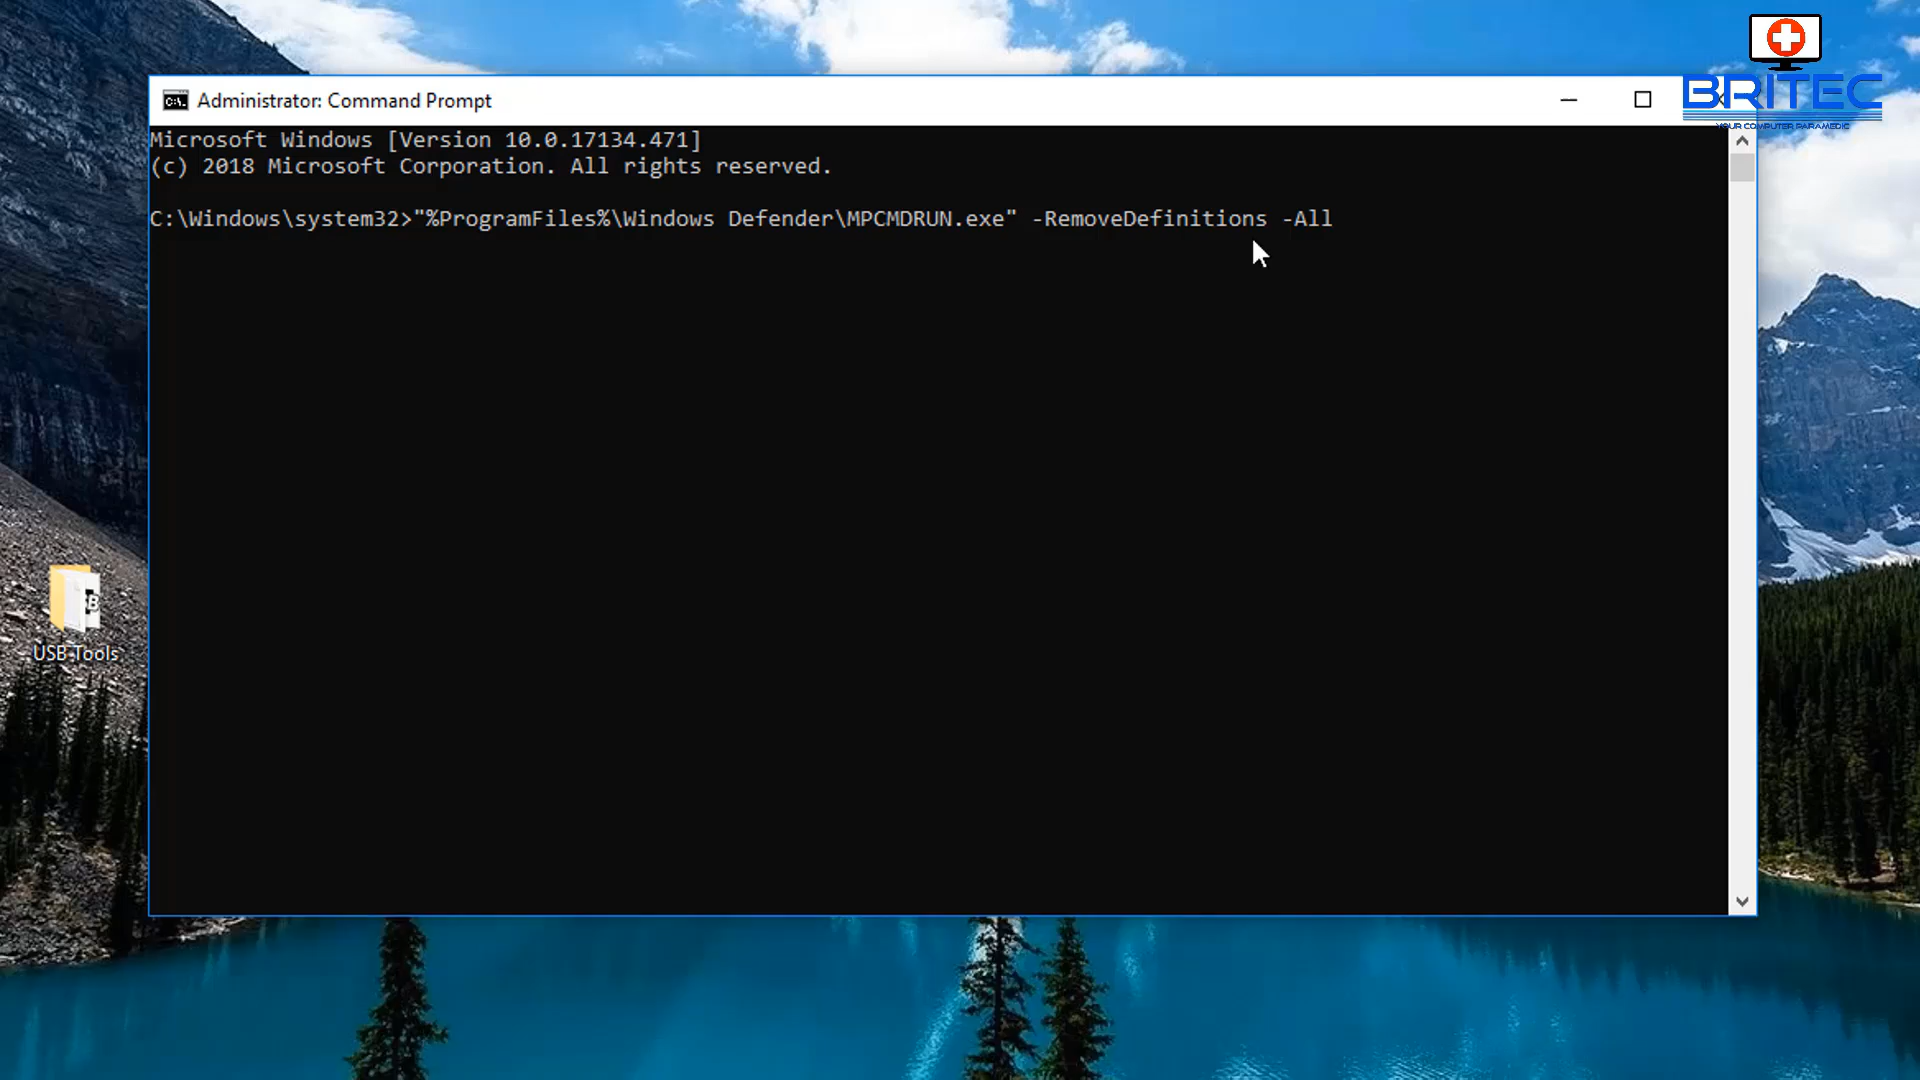 BRITEC
YOUR COMPUTER PARAMEDIC
Administrator: Command Prompt
Microsoft Windows [Version 10.0.17134.471]
(c) 2018 Microsoft Corporation. All rights reserved.
C:\Windows\system32>"%ProgramFiles%\Windows Defender\MPCMDRUN.exe" -RemoveDefinitions -All
USB Tools